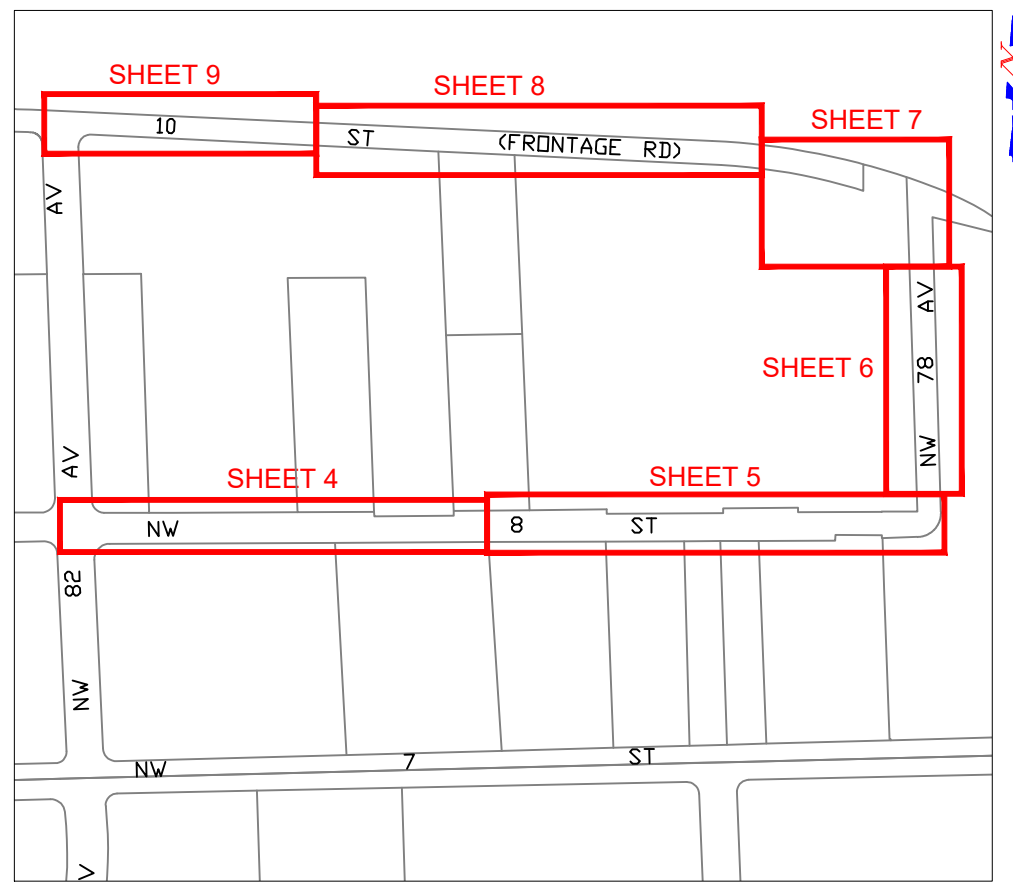 N
SHEET 9
SHEET 8
SHEET 7
10 ST (FRONTAGE RD)
AV
AV
SHEET 6
78
NW
AV
SHEET 4
SHEET 5
NW 8 ST
82
NW
NW 7 ST
V